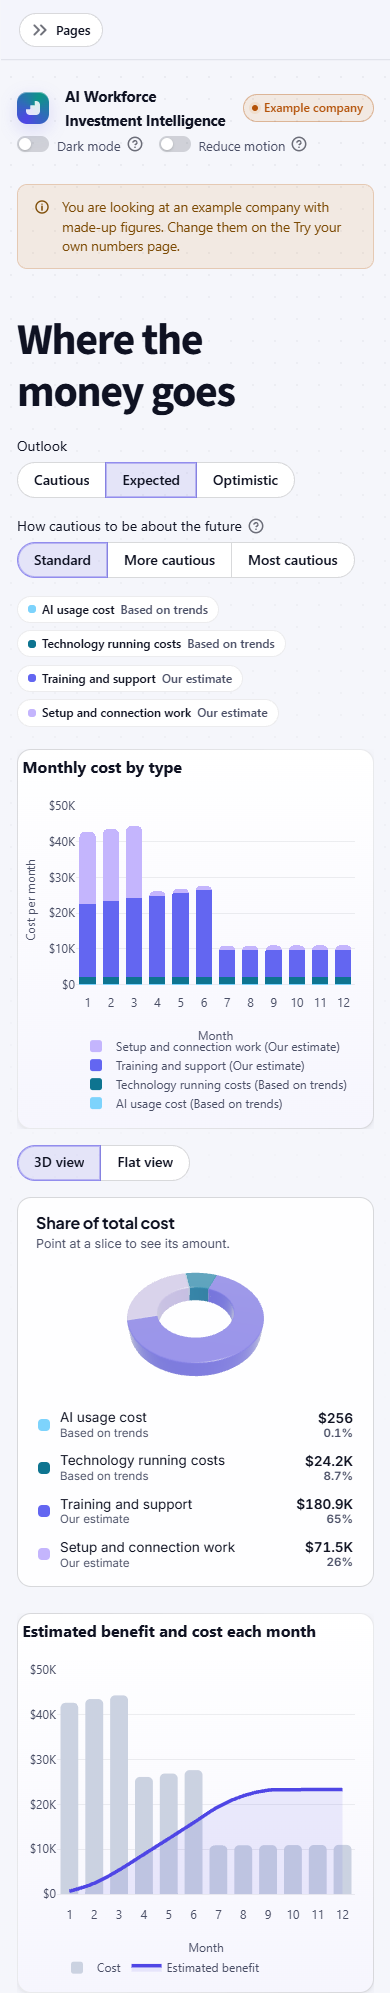 Pages
AI Workforce
Investment Intelligence
Example company
Dark mode
Reduce motion
You are looking at an example company with
made-up figures. Change them on the Try your
own numbers page.
Where the
money goes
Outlook
Cautious Expected Optimistic
How cautious to be about the future
Standard More cautious Most cautious
AI usage cost Based on trends
Technology running costs Based on trends
Training and support Our estimate
Setup and connection work Our estimate
Monthly cost by type
$50K
$40K
$30K
$20K
$10K
$0
Cost per month
1 2 3 4 5 6 7 8 9 10 11 12
Month
Setup and connection work (Our estimate)
Training and support (Our estimate)
Technology running costs (Based on trends)
AI usage cost (Based on trends)
3D view Flat view
Share of total cost
Point at a slice to see its amount.
AI usage cost $256
Based on trends 0.1%
Technology running costs $24.2K
Based on trends 8.7%
Training and support $180.9K
Our estimate 65%
Setup and connection work $71.5K
Our estimate 26%
Estimated benefit and cost each month
$50K
$40K
$30K
$20K
$10K
$0
1 2 3 4 5 6 7 8 9 10 11 12
Month
Cost Estimated benefit